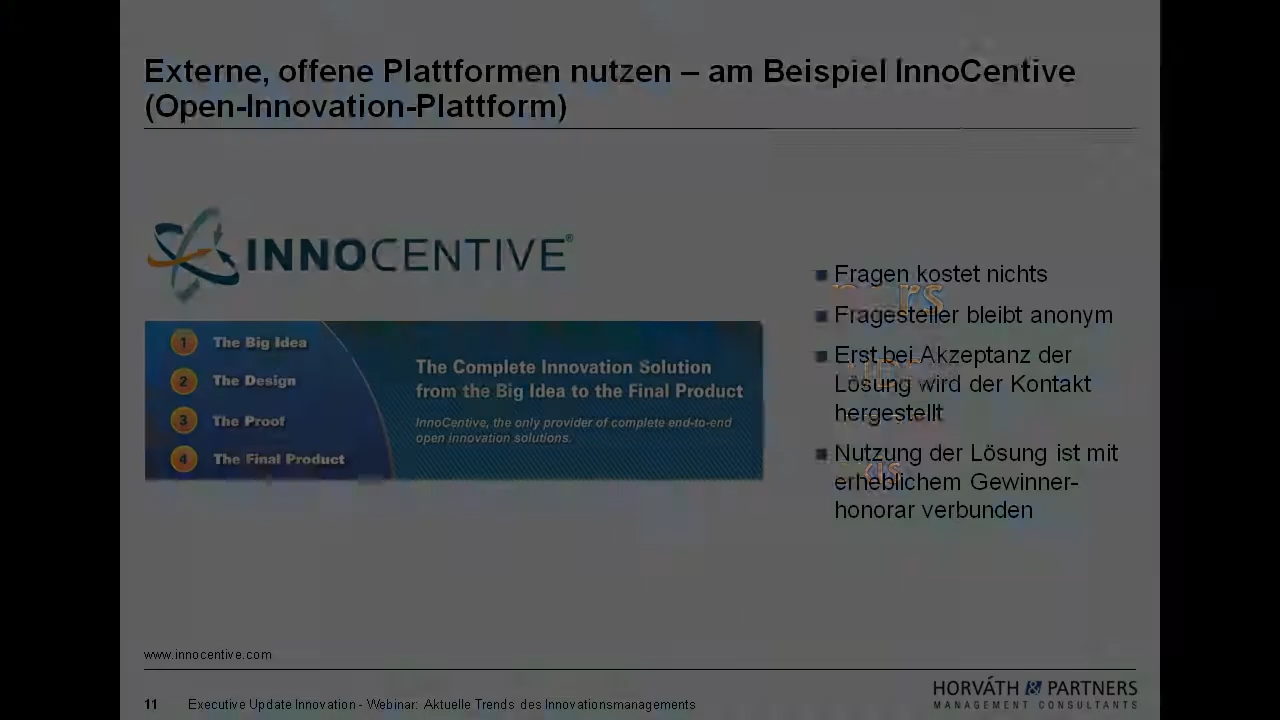 Externe, offene Plattformen nutzen – am Beispiel InnoCentive
(Open-Innovation-Plattform)
INNOCENTIVE®
1 The Big Idea
2 The Design
3 The Proof
4 The Final Product
The Complete Innovation Solution
from the Big Idea to the Final Product
InnoCentive, the only provider of complete end-to-end
open innovation solutions.
Fragen kostet nichts
Fragesteller bleibt anonym
Erst bei Akzeptanz der
Lösung wird der Kontakt
hergestellt
Nutzung der Lösung ist mit
erheblichem Gewinner-
honorar verbunden
www.innocentive.com
11 Executive Update Innovation - Webinar: Aktuelle Trends des Innovationsmanagements
HORVÁTH & PARTNERS
MANAGEMENT CONSULTANTS